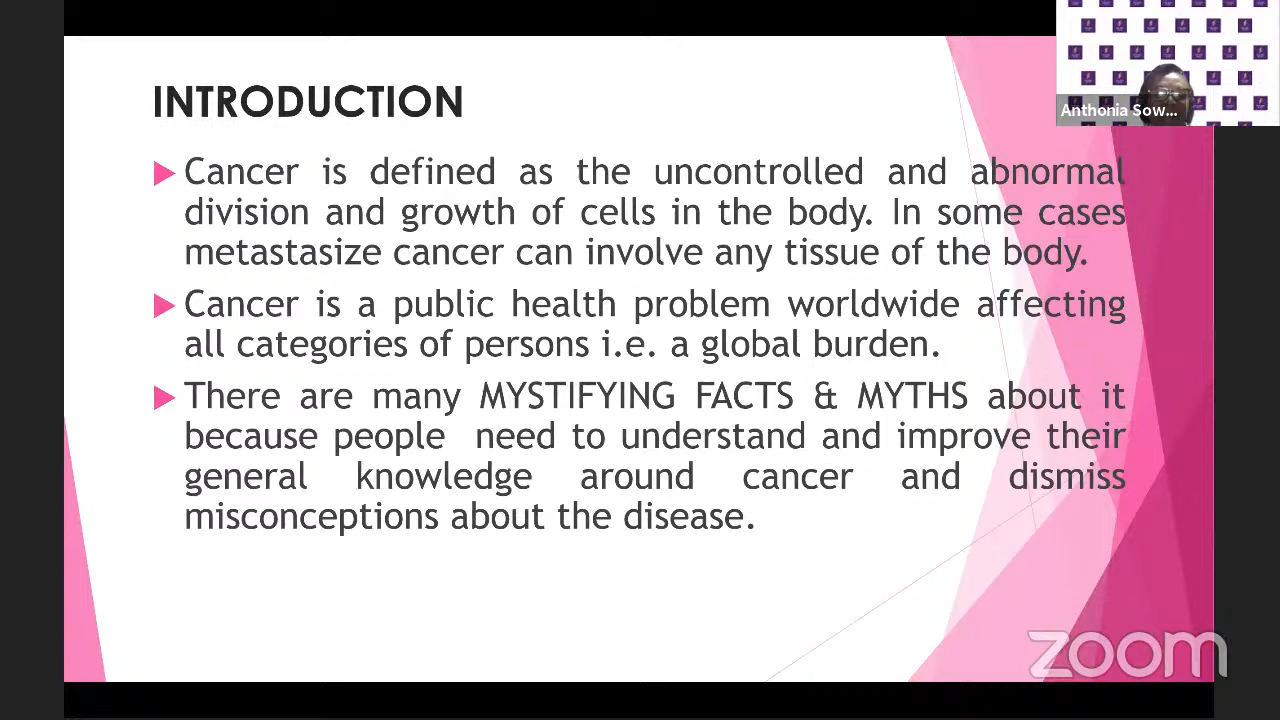 INTRODUCTION
Anthonia Sow...
Cancer is defined as the uncontrolled and abnormal
division and growth of cells in the body. In some cases
metastasize cancer can involve any tissue of the body.
Cancer is a public health problem worldwide affecting
all categories of persons i.e. a global burden.
There are many MYSTIFYING FACTS & MYTHS about it
because people need to understand and improve their
general knowledge around cancer and dismiss
misconceptions about the disease.
zoom